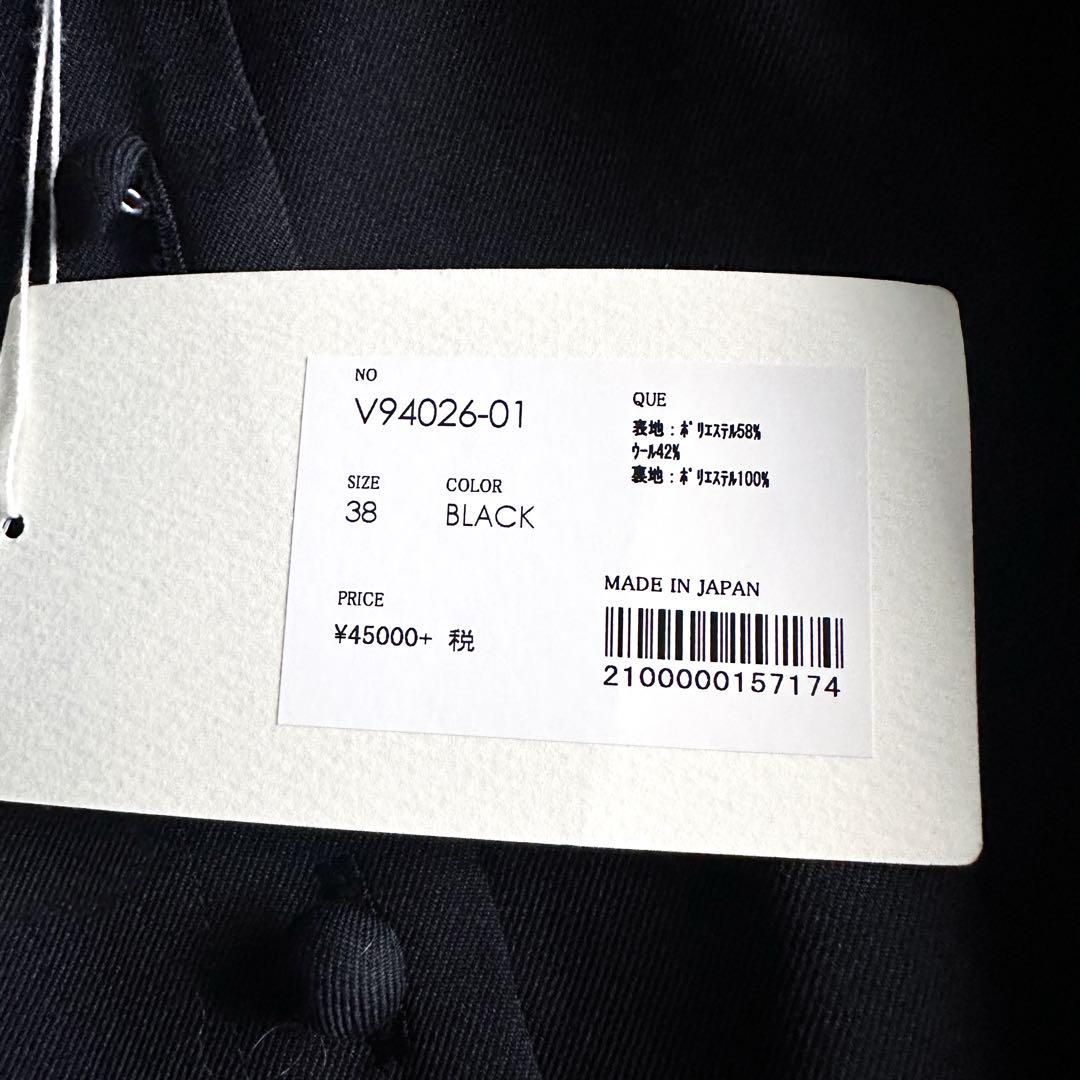 NO
V94026-01
SIZE
38
COLOR
BLACK
PRICE
¥45000+ 税
QUE
表地：ﾎﾟﾘｴｽﾃﾙ58%
ｳｰﾙ42%
裏地：ﾎﾟﾘｴｽﾃﾙ100%
MADE IN JAPAN
2100000157174